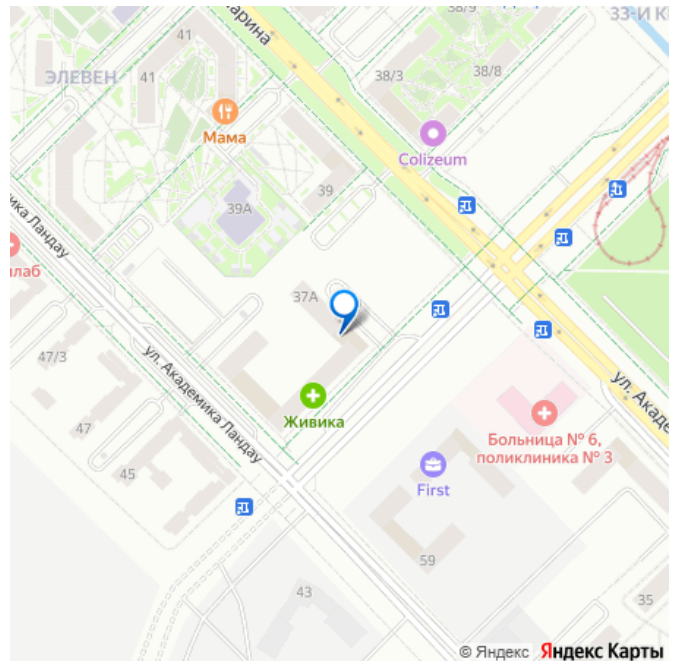 38/9
33-Й К
АРИНА
41
41
ЭЛЕВЕН
38/3
38/8
Мама
Colizeum
39
39А
мика Ландау
лаб
37А
47/3
ул. Академика Ландау
ул. Акаде
Живика
47
Больница № 6,
поликлиника № 3
45
First
59
43
35
© Яндекс Яндекс Карты